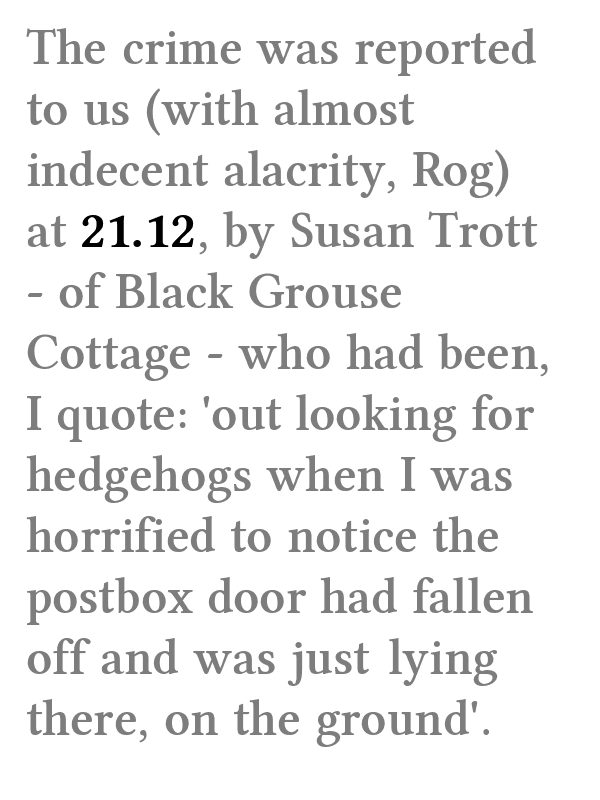 The crime was reported
to us (with almost
indecent alacrity, Rog)
at 21.12, by Susan Trott
- of Black Grouse
Cottage - who had been,
I quote: 'out looking for
hedgehogs when I was
horrified to notice the
postbox door had fallen
off and was just lying
there, on the ground'.